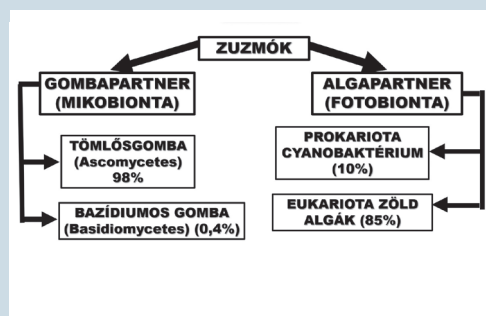 ZUZMÓK
GOMBAPARTNER
(MIKOBIONTA)
ALGAPARTNER
(FOTOBIONTA)
TÖMLŐSGOMBA
(Ascomycetes)
98%
PROKARIOTA
CYANOBAKTÉRIUM
(10%)
BAZÍDIUMOS GOMBA
(Basidiomycetes) (0,4%)
EUKARIOTA ZÖLD
ALGÁK (85%)